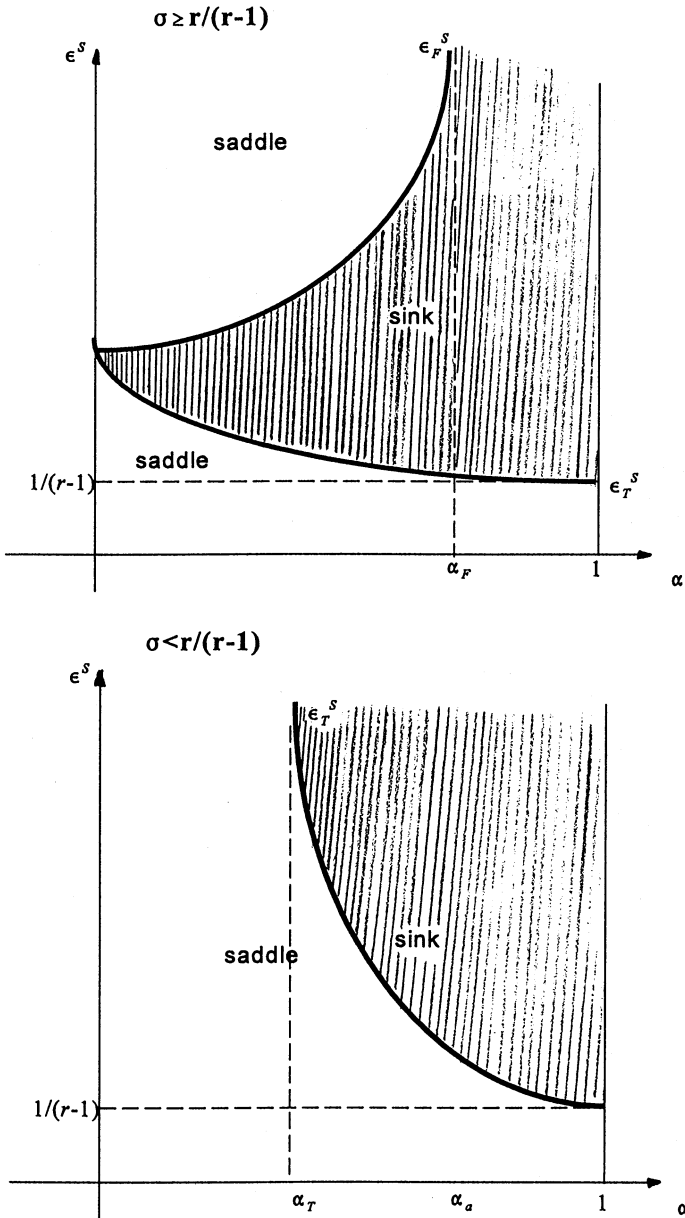 σ ≥ r/(r-1)
ϵ^s
ϵ_F^s
saddle
sink
saddle
1/(r-1)
ϵ_T^s
α_F
1
α
σ<r/(r-1)
ϵ^s
ϵ_T^s
sink
saddle
1/(r-1)
α_T
α_a
1